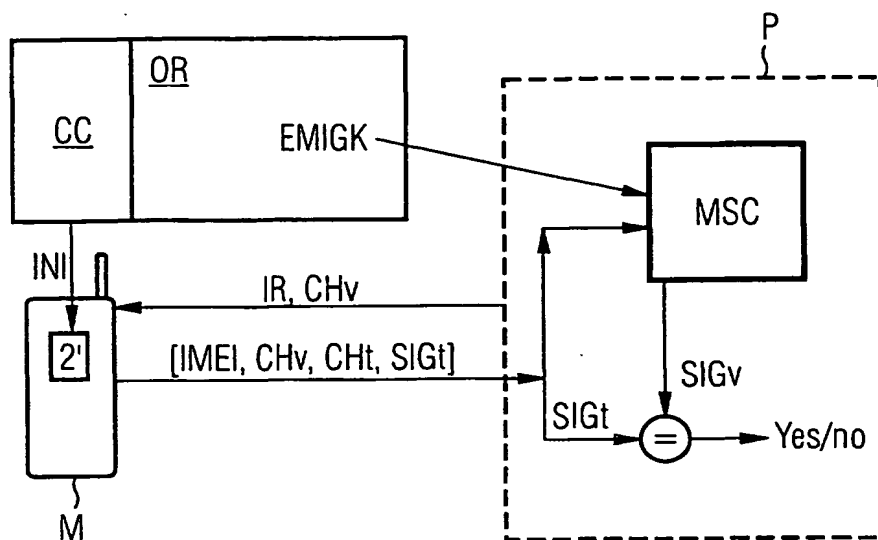 P
OR
CC
EMIGK
MSC
INI
IR, CHv
2'
[IMEI, CHv, CHt, SIGt]
SIGv
SIGt
=
Yes/no
M